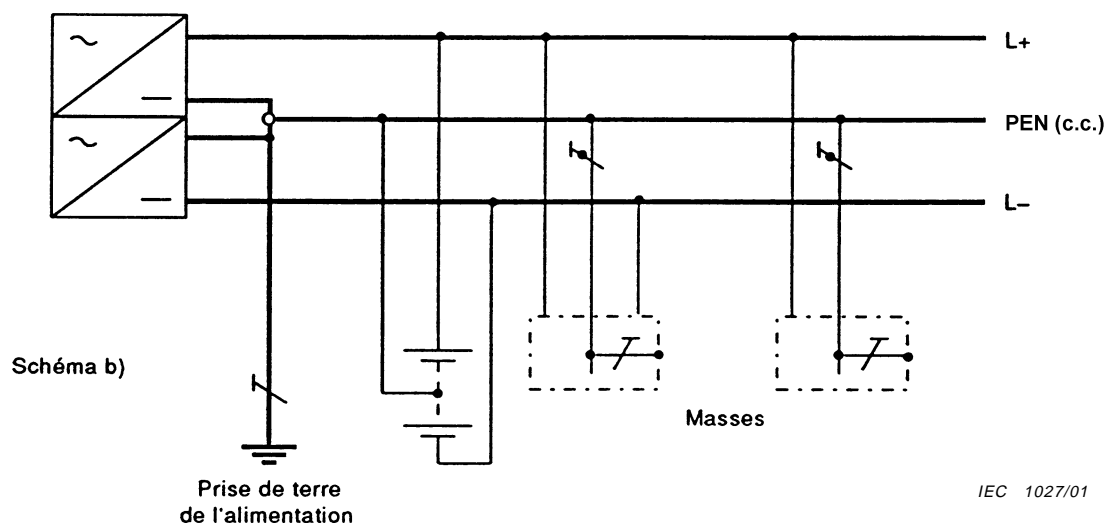 L+
PEN (c.c.)
L–
Schéma b)
Masses
Prise de terre
de l'alimentation
IEC 1027/01